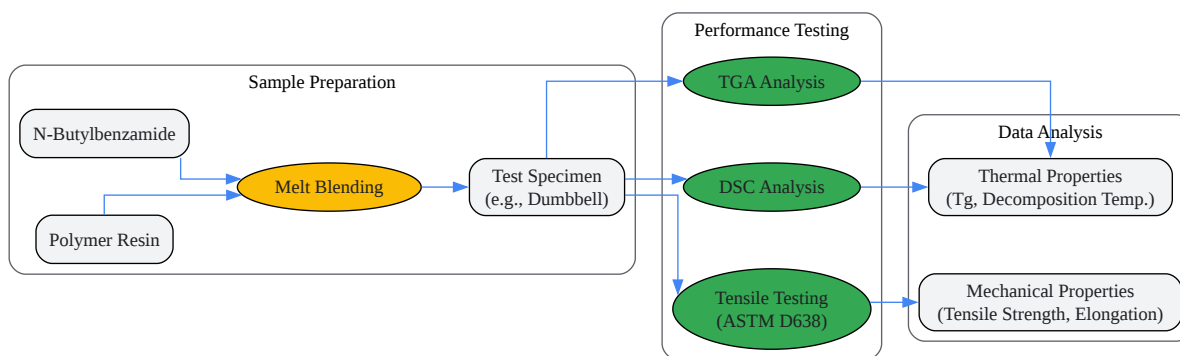 Sample Preparation
N-Butylbenzamide
Polymer Resin
Melt Blending
Test Specimen
(e.g., Dumbbell)
Performance Testing
TGA Analysis
DSC Analysis
Tensile Testing
(ASTM D638)
Data Analysis
Thermal Properties
(Tg, Decomposition Temp.)
Mechanical Properties
(Tensile Strength, Elongation)